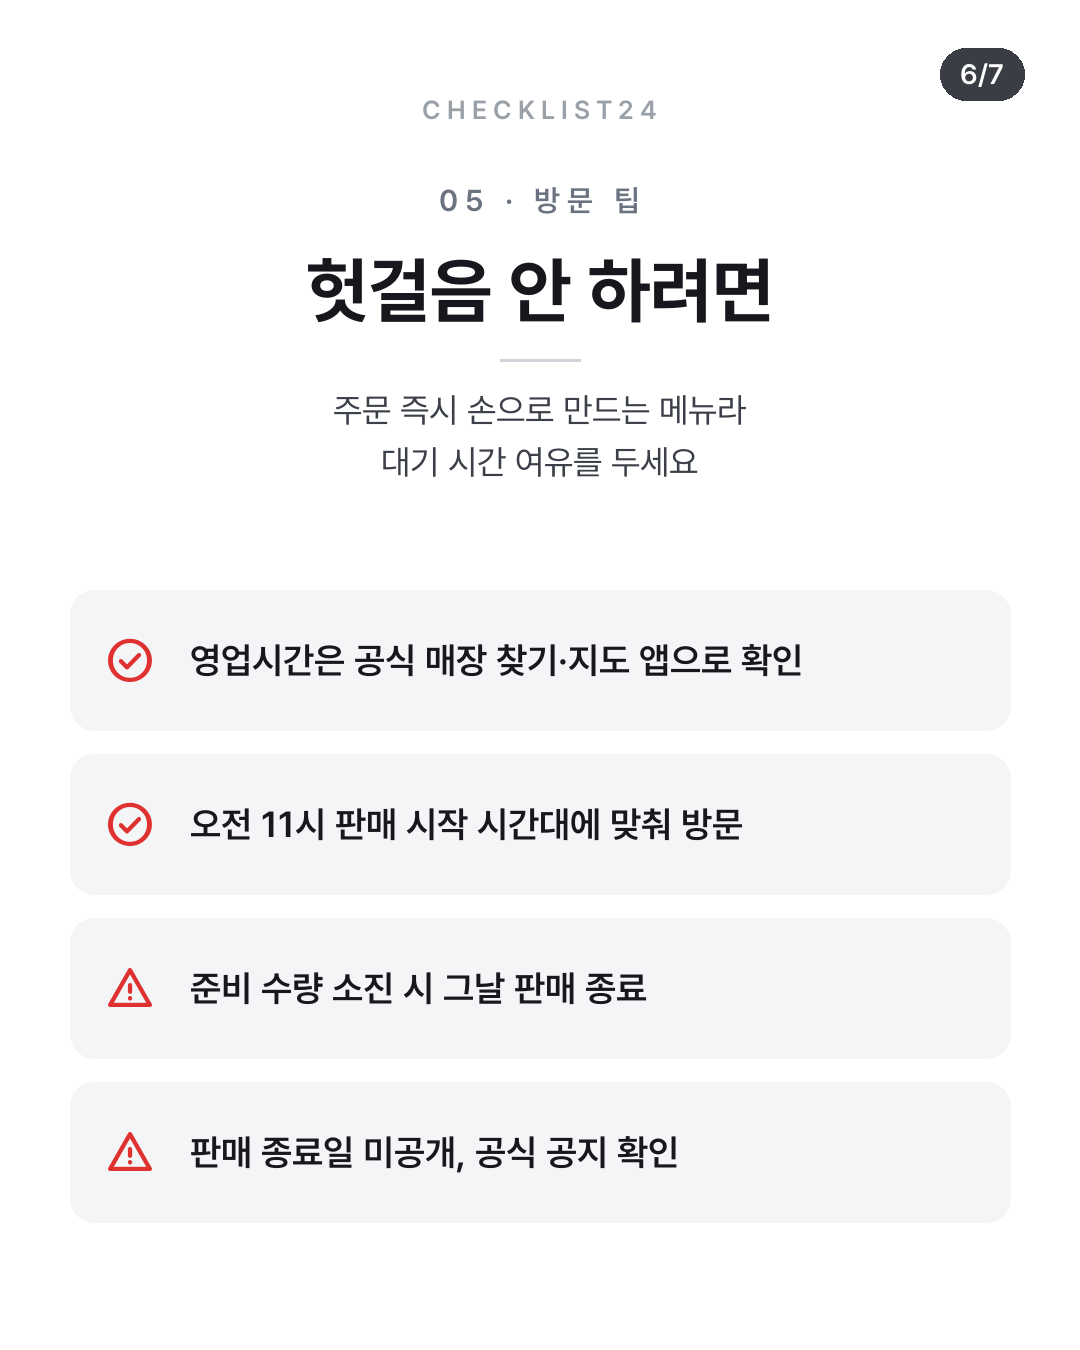 6/7
CHECKLIST24
05 · 방문 팁
헛걸음 안 하려면
주문 즉시 손으로 만드는 메뉴라
대기 시간 여유를 두세요
영업시간은 공식 매장 찾기·지도 앱으로 확인
오전 11시 판매 시작 시간대에 맞춰 방문
준비 수량 소진 시 그날 판매 종료
판매 종료일 미공개, 공식 공지 확인